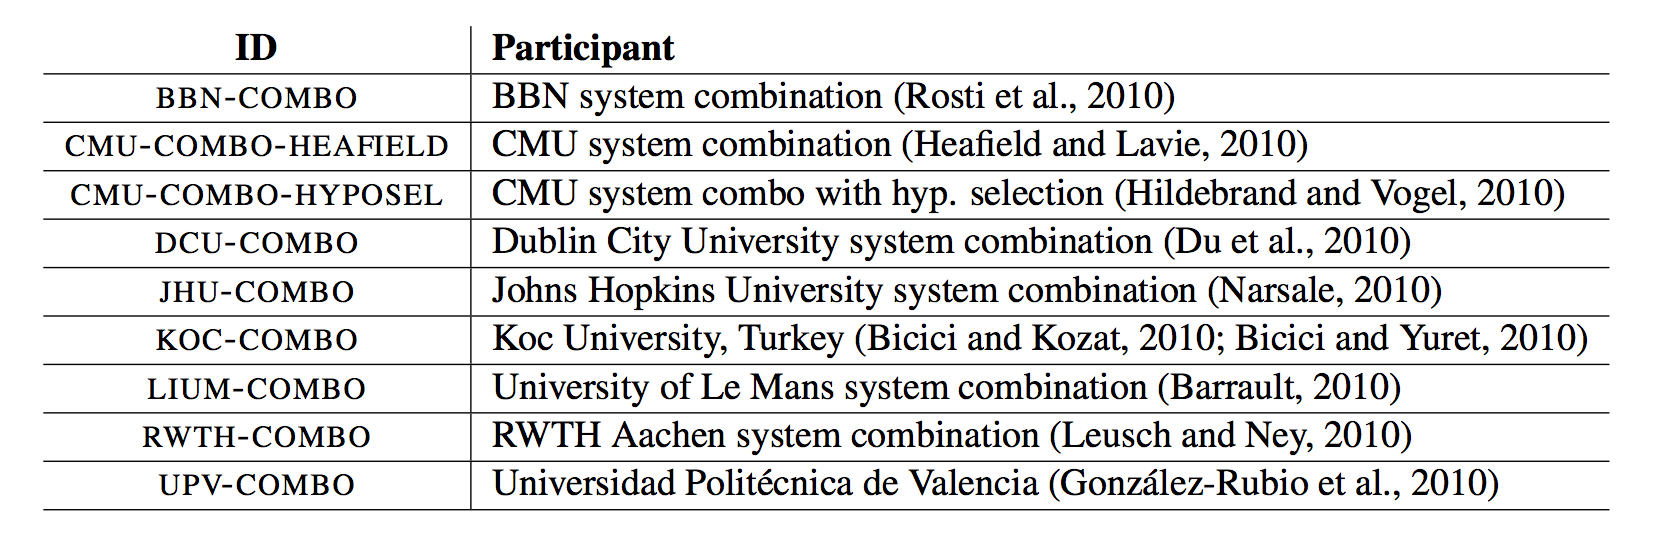 ID Participant
BBN-COMBO BBN system combination (Rosti et al., 2010)
CMU-COMBO-HEAFIELD CMU system combination (Heafield and Lavie, 2010)
CMU-COMBO-HYPOSEL CMU system combo with hyp. selection (Hildebrand and Vogel, 2010)
DCU-COMBO Dublin City University system combination (Du et al., 2010)
JHU-COMBO Johns Hopkins University system combination (Narsale, 2010)
KOC-COMBO Koc University, Turkey (Bicici and Kozat, 2010; Bicici and Yuret, 2010)
LIUM-COMBO University of Le Mans system combination (Barrault, 2010)
RWTH-COMBO RWTH Aachen system combination (Leusch and Ney, 2010)
UPV-COMBO Universidad Politécnica de Valencia (González-Rubio et al., 2010)